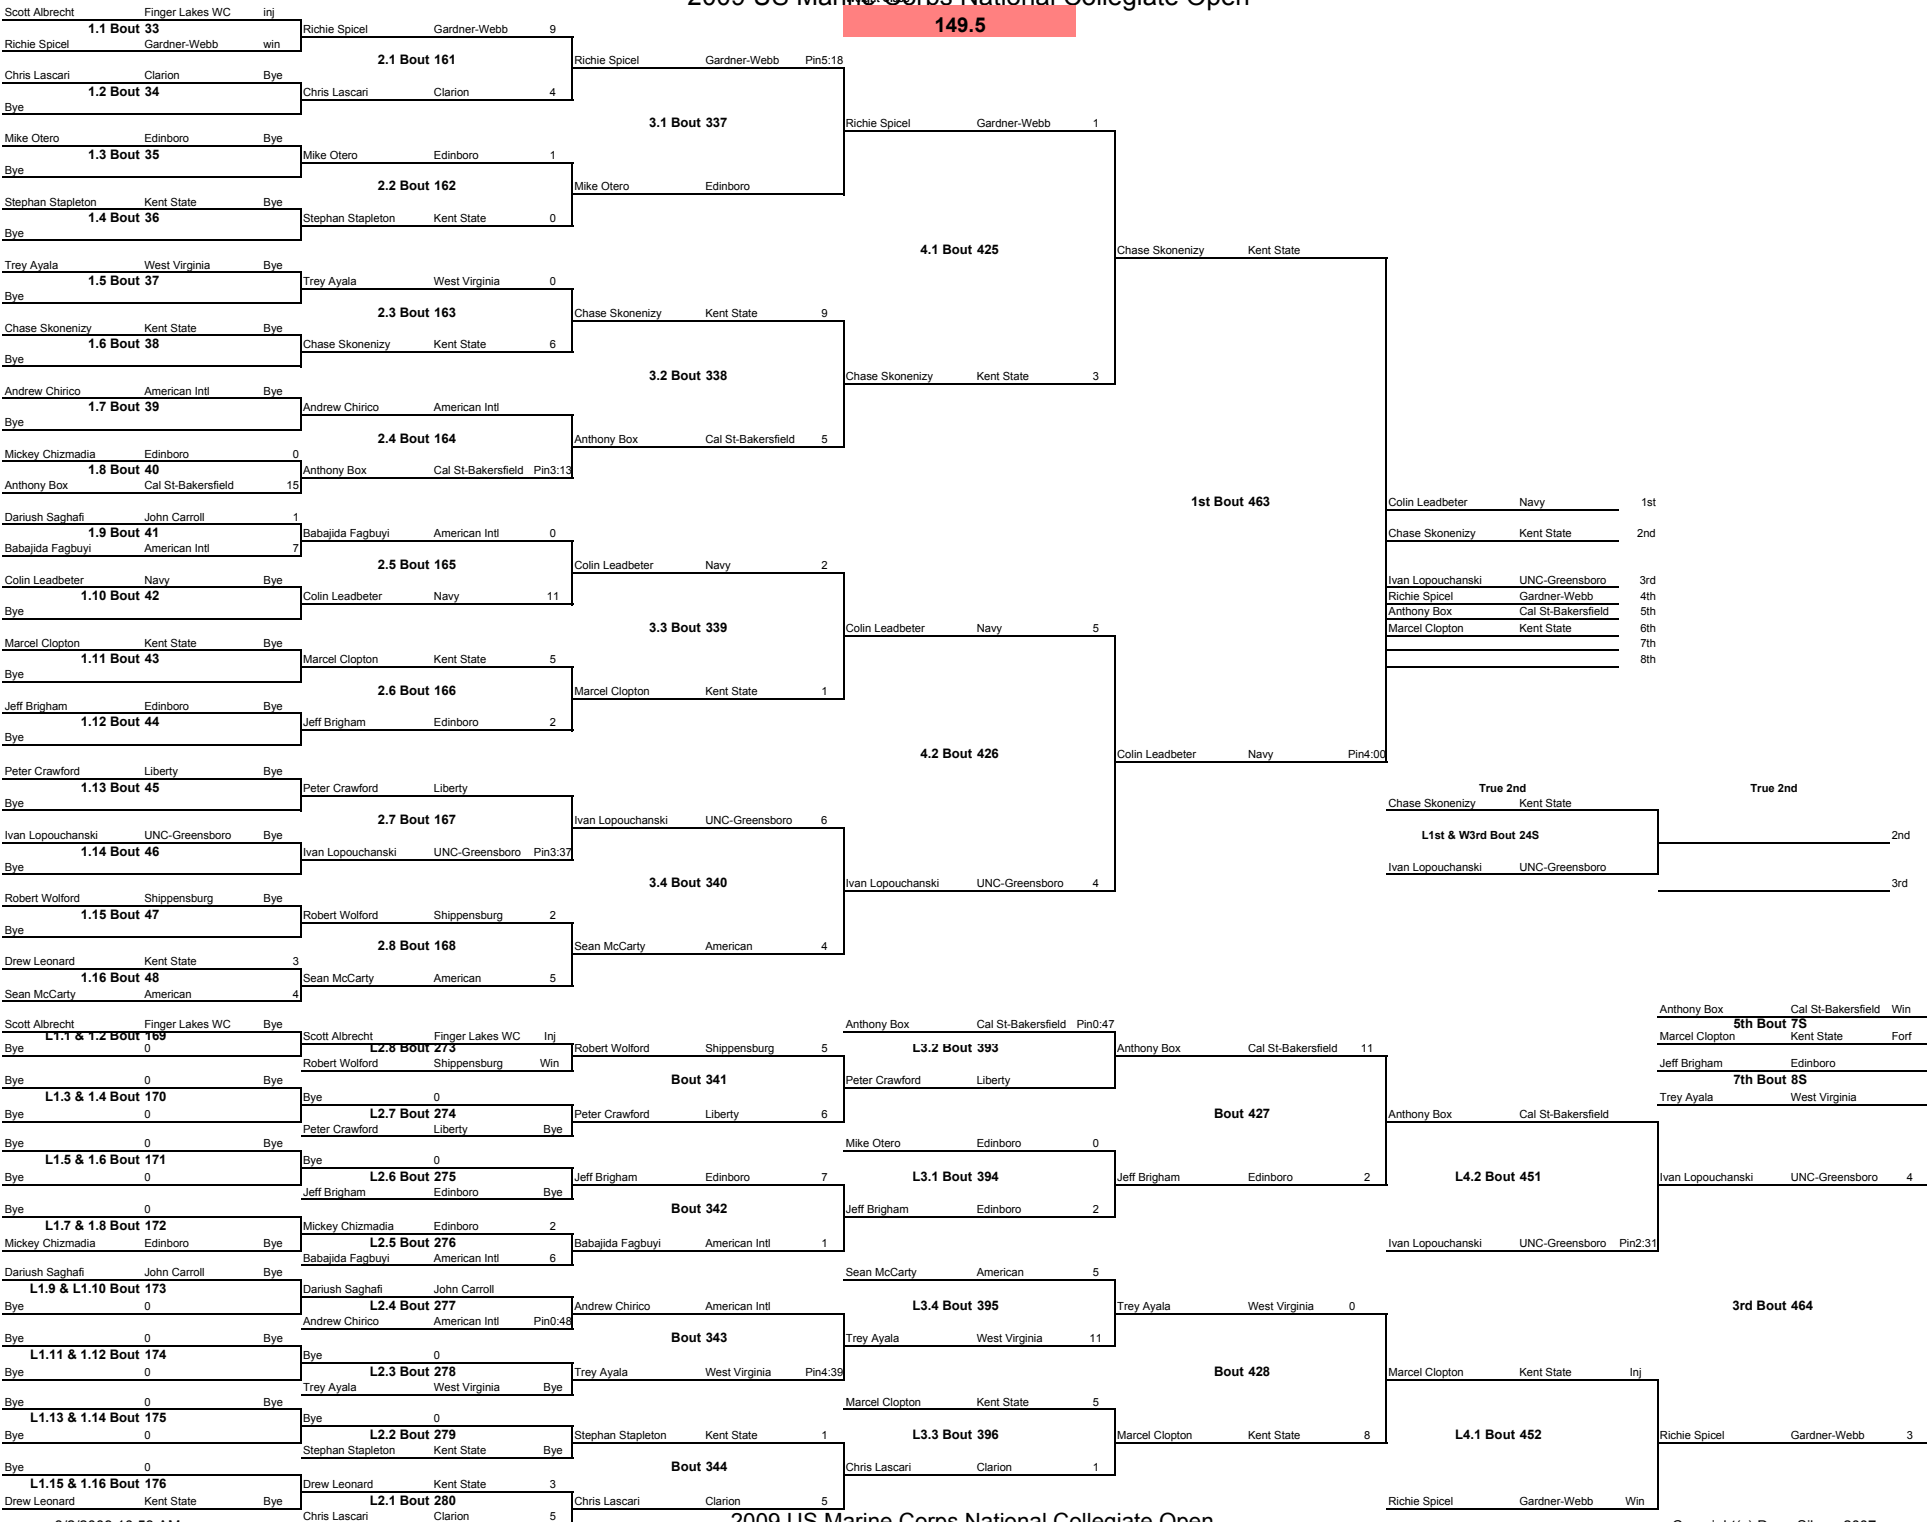 2009 US Marine Corps National Collegiate Open
149.5
Scott Albrecht Finger Lakes WC inj
1.1 Bout 33
Richie Spicel Gardner-Webb win
Chris Lascari Clarion Bye
1.2 Bout 34
Bye
Mike Otero Edinboro Bye
1.3 Bout 35
Bye
Stephan Stapleton Kent State Bye
1.4 Bout 36
Bye
Trey Ayala West Virginia Bye
1.5 Bout 37
Bye
Chase Skonenizy Kent State Bye
1.6 Bout 38
Bye
Andrew Chirico American Intl Bye
1.7 Bout 39
Bye
Mickey Chizmadia Edinboro 0
1.8 Bout 40
Anthony Box Cal St-Bakersfield 15
Dariush Saghafi John Carroll 1
1.9 Bout 41
Babajida Fagbuyi American Intl 7
Colin Leadbeter Navy Bye
1.10 Bout 42
Bye
Marcel Clopton Kent State Bye
1.11 Bout 43
Bye
Jeff Brigham Edinboro Bye
1.12 Bout 44
Bye
Peter Crawford Liberty Bye
1.13 Bout 45
Bye
Ivan Lopouchanski UNC-Greensboro Bye
1.14 Bout 46
Bye
Robert Wolford Shippensburg Bye
1.15 Bout 47
Bye
Drew Leonard Kent State 3
1.16 Bout 48
Sean McCarty American 4
Richie Spicel Gardner-Webb 9
2.1 Bout 161
Chris Lascari Clarion 4
Mike Otero Edinboro 1
2.2 Bout 162
Stephan Stapleton Kent State 0
Trey Ayala West Virginia 0
2.3 Bout 163
Chase Skonenizy Kent State 6
Andrew Chirico American Intl
2.4 Bout 164
Anthony Box Cal St-Bakersfield Pin3:13
Babajida Fagbuyi American Intl 0
2.5 Bout 165
Colin Leadbeter Navy 11
Marcel Clopton Kent State 5
2.6 Bout 166
Jeff Brigham Edinboro 2
Peter Crawford Liberty
2.7 Bout 167
Ivan Lopouchanski UNC-Greensboro Pin3:37
Robert Wolford Shippensburg 2
2.8 Bout 168
Sean McCarty American 5
Richie Spicel Gardner-Webb Pin5:18
3.1 Bout 337
Mike Otero Edinboro
Chase Skonenizy Kent State 9
3.2 Bout 338
Anthony Box Cal St-Bakersfield 5
Colin Leadbeter Navy 2
3.3 Bout 339
Marcel Clopton Kent State 1
Ivan Lopouchanski UNC-Greensboro 6
3.4 Bout 340
Sean McCarty American 4
Richie Spicel Gardner-Webb 1
4.1 Bout 425
Chase Skonenizy Kent State 3
Colin Leadbeter Navy 5
4.2 Bout 426
Ivan Lopouchanski UNC-Greensboro 4
Chase Skonenizy Kent State
1st Bout 463
Colin Leadbeter Navy Pin4:00
Colin Leadbeter Navy 1st
Chase Skonenizy Kent State 2nd
Ivan Lopouchanski UNC-Greensboro 3rd
Richie Spicel Gardner-Webb 4th
Anthony Box Cal St-Bakersfield 5th
Marcel Clopton Kent State 6th
7th
8th
True 2nd True 2nd
Chase Skonenizy Kent State
L1st & W3rd Bout 24S
Ivan Lopouchanski UNC-Greensboro
2nd
3rd
Scott Albrecht Finger Lakes WC Bye
L1.1 & 1.2 Bout 169
Bye 0
Bye 0 Bye
L1.3 & 1.4 Bout 170
Bye 0
Bye 0 Bye
L1.5 & 1.6 Bout 171
Bye 0
Bye 0
L1.7 & 1.8 Bout 172
Mickey Chizmadia Edinboro Bye
Dariush Saghafi John Carroll Bye
L1.9 & L1.10 Bout 173
Bye 0
Bye 0 Bye
L1.11 & 1.12 Bout 174
Bye 0
Bye 0 Bye
L1.13 & 1.14 Bout 175
Bye 0
Bye 0
L1.15 & 1.16 Bout 176
Drew Leonard Kent State Bye
Scott Albrecht Finger Lakes WC Inj
L2.8 Bout 273
Robert Wolford Shippensburg Win
Bye 0
L2.7 Bout 274
Peter Crawford Liberty Bye
Bye 0
L2.6 Bout 275
Jeff Brigham Edinboro Bye
Mickey Chizmadia Edinboro 2
L2.5 Bout 276
Babajida Fagbuyi American Intl 6
Dariush Saghafi John Carroll
L2.4 Bout 277
Andrew Chirico American Intl Pin0:48
Bye 0
L2.3 Bout 278
Trey Ayala West Virginia Bye
Bye 0
L2.2 Bout 279
Stephan Stapleton Kent State Bye
Drew Leonard Kent State 3
L2.1 Bout 280
Chris Lascari Clarion 5
Robert Wolford Shippensburg 5
Bout 341
Peter Crawford Liberty 6
Jeff Brigham Edinboro 7
Bout 342
Babajida Fagbuyi American Intl 1
Andrew Chirico American Intl
Bout 343
Trey Ayala West Virginia Pin4:39
Stephan Stapleton Kent State 1
Bout 344
Chris Lascari Clarion 5
Anthony Box Cal St-Bakersfield Pin0:47
L3.2 Bout 393
Peter Crawford Liberty
Mike Otero Edinboro 0
L3.1 Bout 394
Jeff Brigham Edinboro 2
Sean McCarty American 5
L3.4 Bout 395
Trey Ayala West Virginia 11
Marcel Clopton Kent State 5
L3.3 Bout 396
Chris Lascari Clarion 1
Anthony Box Cal St-Bakersfield 11
Bout 427
Jeff Brigham Edinboro 2
Trey Ayala West Virginia 0
Bout 428
Marcel Clopton Kent State 8
Anthony Box Cal St-Bakersfield
L4.2 Bout 451
Ivan Lopouchanski UNC-Greensboro Pin2:31
Marcel Clopton Kent State Inj
L4.1 Bout 452
Richie Spicel Gardner-Webb Win
Anthony Box Cal St-Bakersfield Win
5th Bout 7S
Marcel Clopton Kent State Forf
Jeff Brigham Edinboro
7th Bout 8S
Trey Ayala West Virginia
Ivan Lopouchanski UNC-Greensboro 4
3rd Bout 464
Richie Spicel Gardner-Webb 3
2009 US Marine Corps National Collegiate Open